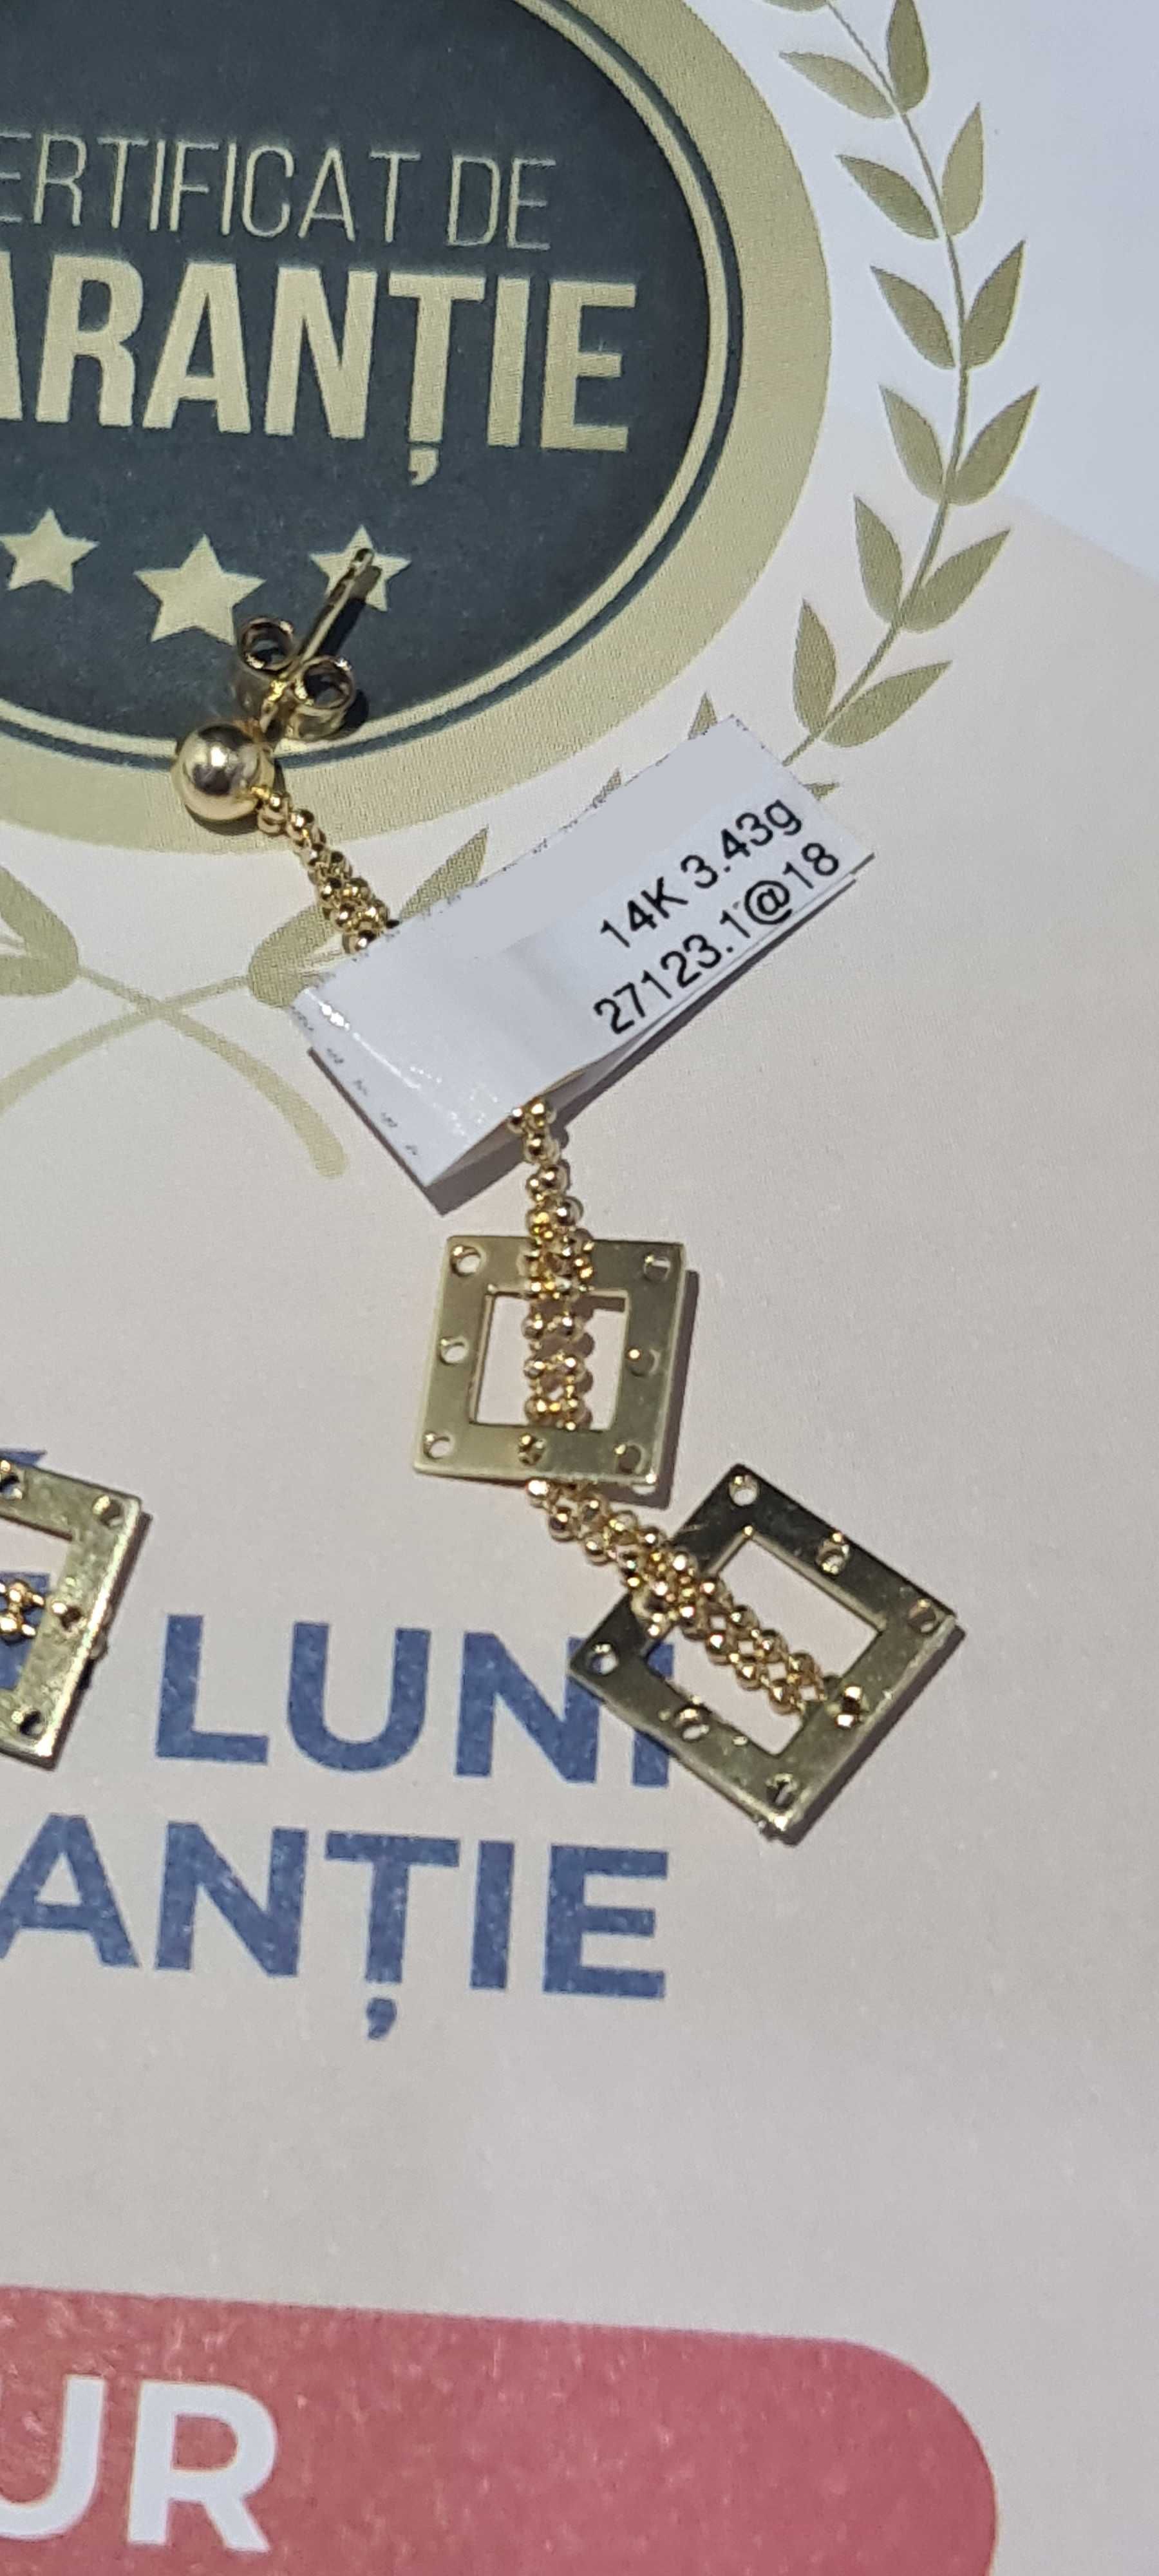 ERTIFICAT DE
ARANȚIE
14K 3.43g
27123.1@18
LUNI
ANȚIE
UR